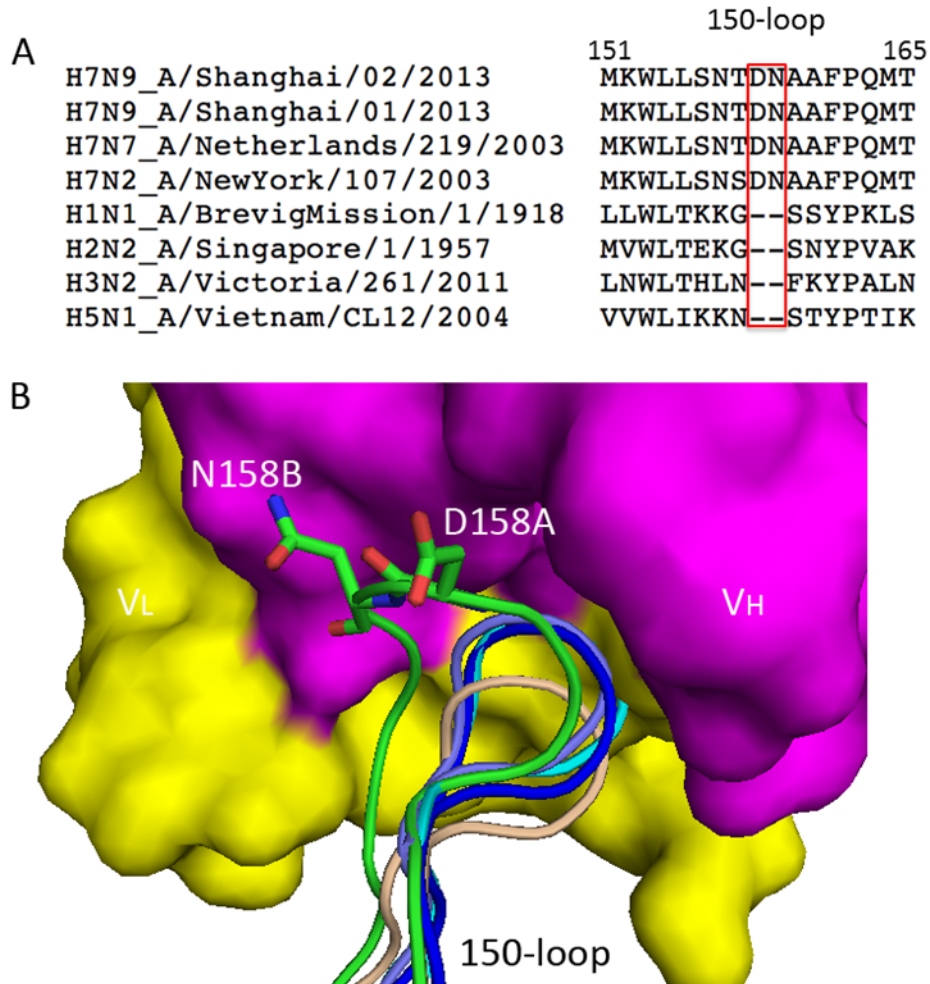 A
150-loop
151 165
H7N9_A/Shanghai/02/2013 MKWLLSNTDNAAFPQMT
H7N9_A/Shanghai/01/2013 MKWLLSNTDNAAFPQMT
H7N7_A/Netherlands/219/2003 MKWLLSNTDNAAFPQMT
H7N2_A/NewYork/107/2003 MKWLLSNSDNAAFPQMT
H1N1_A/BrevigMission/1/1918 LLWLTKKG--SSYPKLS
H2N2_A/Singapore/1/1957 MVWLTEKG--SNYPVAK
H3N2_A/Victoria/261/2011 LNWLTHLN--FKYPALN
H5N1_A/Vietnam/CL12/2004 VVWLIKKN--STYPTIK
B
N158B
D158A
VL
VH
150-loop